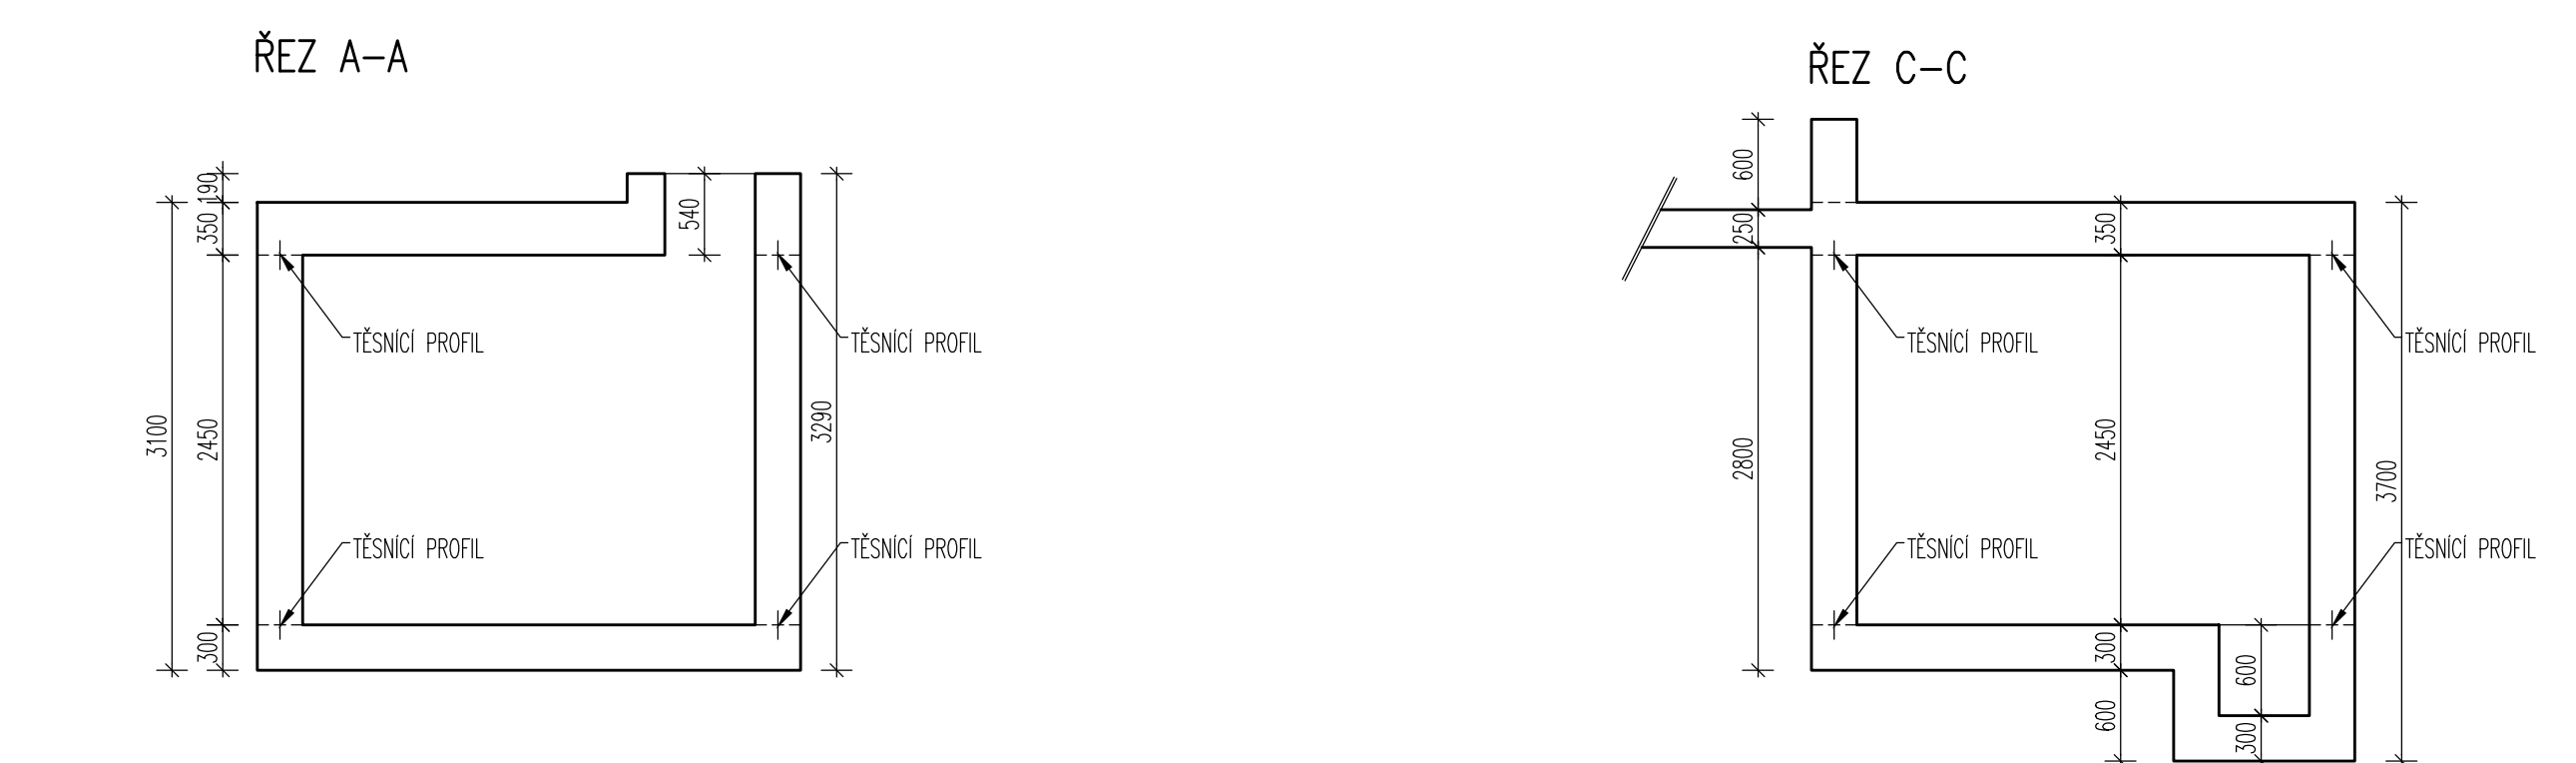 ŘEZ A-A
190
350
540
3100
2450
3290
300
TĚSNÍCÍ PROFIL
TĚSNÍCÍ PROFIL
TĚSNÍCÍ PROFIL
TĚSNÍCÍ PROFIL
ŘEZ C-C
600
250
350
2800
2450
3700
TĚSNÍCÍ PROFIL
TĚSNÍCÍ PROFIL
TĚSNÍCÍ PROFIL
TĚSNÍCÍ PROFIL
300
600
600
300